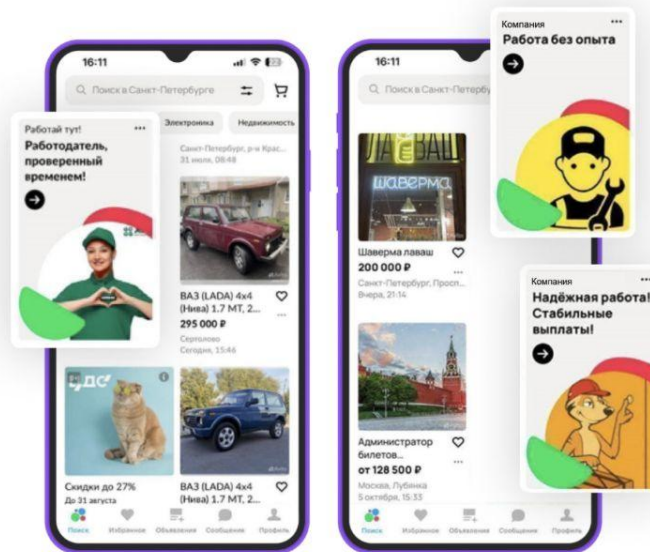 16:11
Поиск в Санкт-Петербурге
Электроника
Недвижимость
Работай тут!
Работодатель,
проверенный
временем!
Санкт-Петербург, р-н Крас...
31 июля, 08:48
ВАЗ (LADA) 4x4
(Нива) 1.7 MT, 2...
295 000 ₽
Сертолово
Сегодня, 15:46
Скидки до 27%
До 31 августа
ВАЗ (LADA) 4x4
(Нива) 1.7 MT, 2...
Поиск
Избранное
Объявления
Сообщения
Профиль
16:11
Поиск в Санкт-Петербу
ЛАВАШ
ШАВЕРМА
Шаверма лаваш
200 000 ₽
Санкт-Петербург, Просп...
Вчера, 21:14
Администратор
билетов...
от 128 500 ₽
Москва, Лубянка
5 октября, 15:33
Поиск
Избранное
Объявления
Сообщения
Профиль
Компания
Работа без опыта
Компания
Надёжная работа!
Стабильные
выплаты!